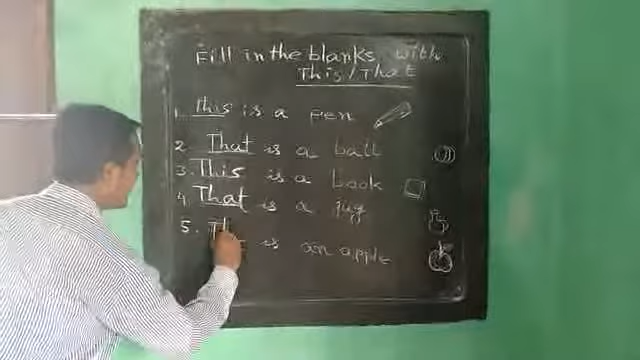 Fill in the blanks with
This/That
1. This is a pen
2. That is a ball
3. This is a book
4. That is a jug
5. Th is an apple